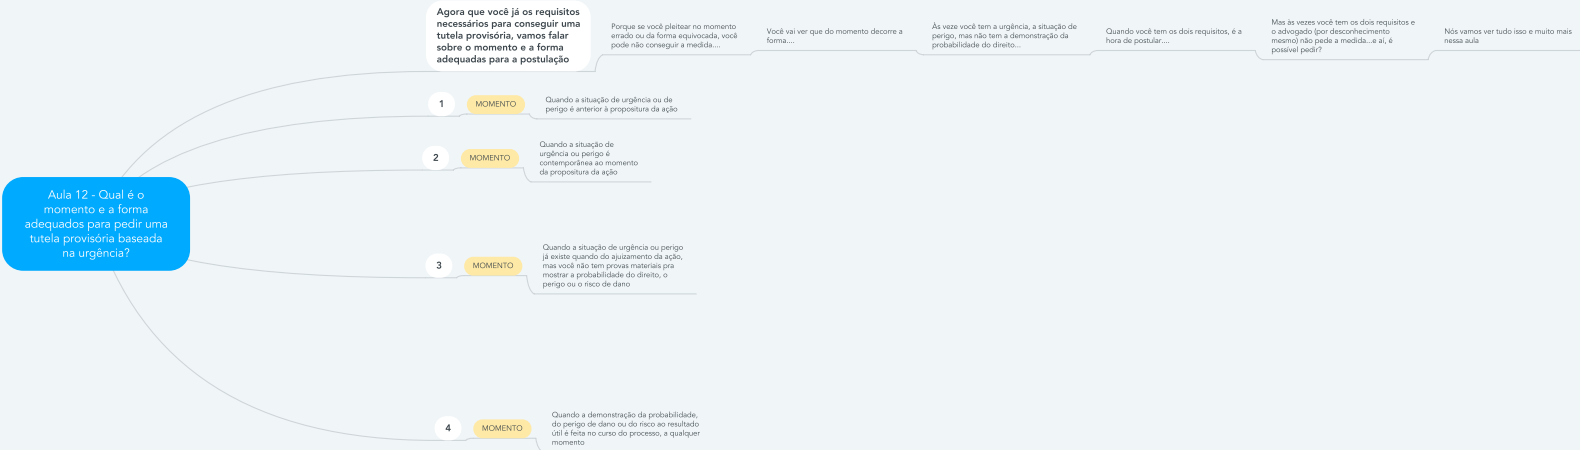 Agora que você já os requisitos
necessários para conseguir uma
tutela provisória, vamos falar
sobre o momento e a forma
adequadas para a postulação
Porque se você pleitear no momento
errado ou da forma equivocada, você
pode não conseguir a medida....
Você vai ver que do momento decorre a
forma....
Às veze você tem a urgência, a situação de
perigo, mas não tem a demonstração da
probabilidade do direito...
Quando você tem os dois requisitos, é a
hora de postular....
Mas às vezes você tem os dois requisitos e
o advogado (por desconhecimento
mesmo) não pede a medida...e aí, é
possível pedir?
Nós vamos ver tudo isso e muito mais
nessa aula
1
MOMENTO
Quando a situação de urgência ou de
perigo é anterior à propositura da ação
2
MOMENTO
Quando a situação de
urgência ou perigo é
contemporânea ao momento
da propositura da ação
Aula 12 - Qual é o
momento e a forma
adequados para pedir uma
tutela provisória baseada
na urgência?
3
MOMENTO
Quando a situação de urgência ou perigo
já existe quando do ajuizamento da ação,
mas você não tem provas materiais pra
mostrar a probabilidade do direito, o
perigo ou o risco de dano
4
MOMENTO
Quando a demonstração da probabilidade,
do perigo de dano ou do risco ao resultado
útil é feita no curso do processo, a qualquer
momento